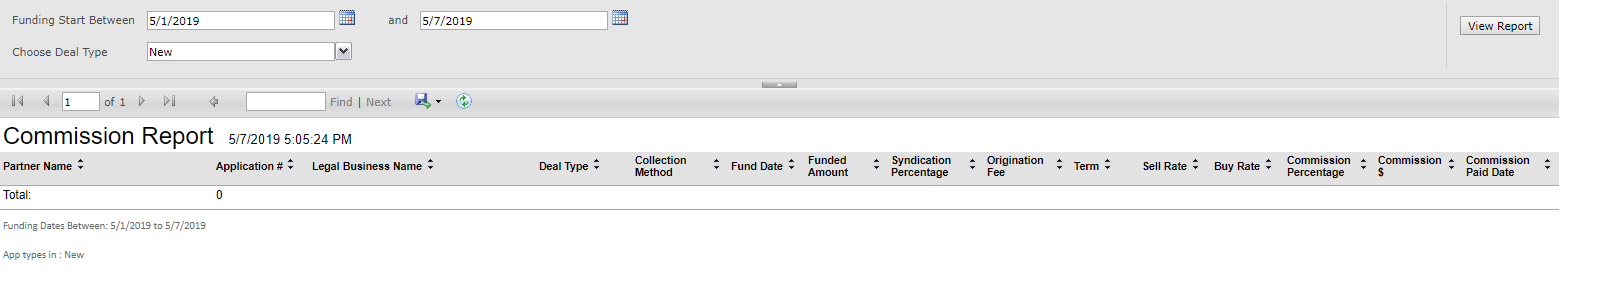 Funding Start Between 5/1/2019 and 5/7/2019 View Report
Choose Deal Type New
1 of 1 Find | Next
Commission Report 5/7/2019 5:05:24 PM
Partner Name Application # Legal Business Name Deal Type Collection Method Fund Date Funded Amount Syndication Percentage Origination Fee Term Sell Rate Buy Rate Commission Percentage Commission $ Commission Paid Date
Total: 0
Funding Dates Between: 5/1/2019 to 5/7/2019
App types in : New